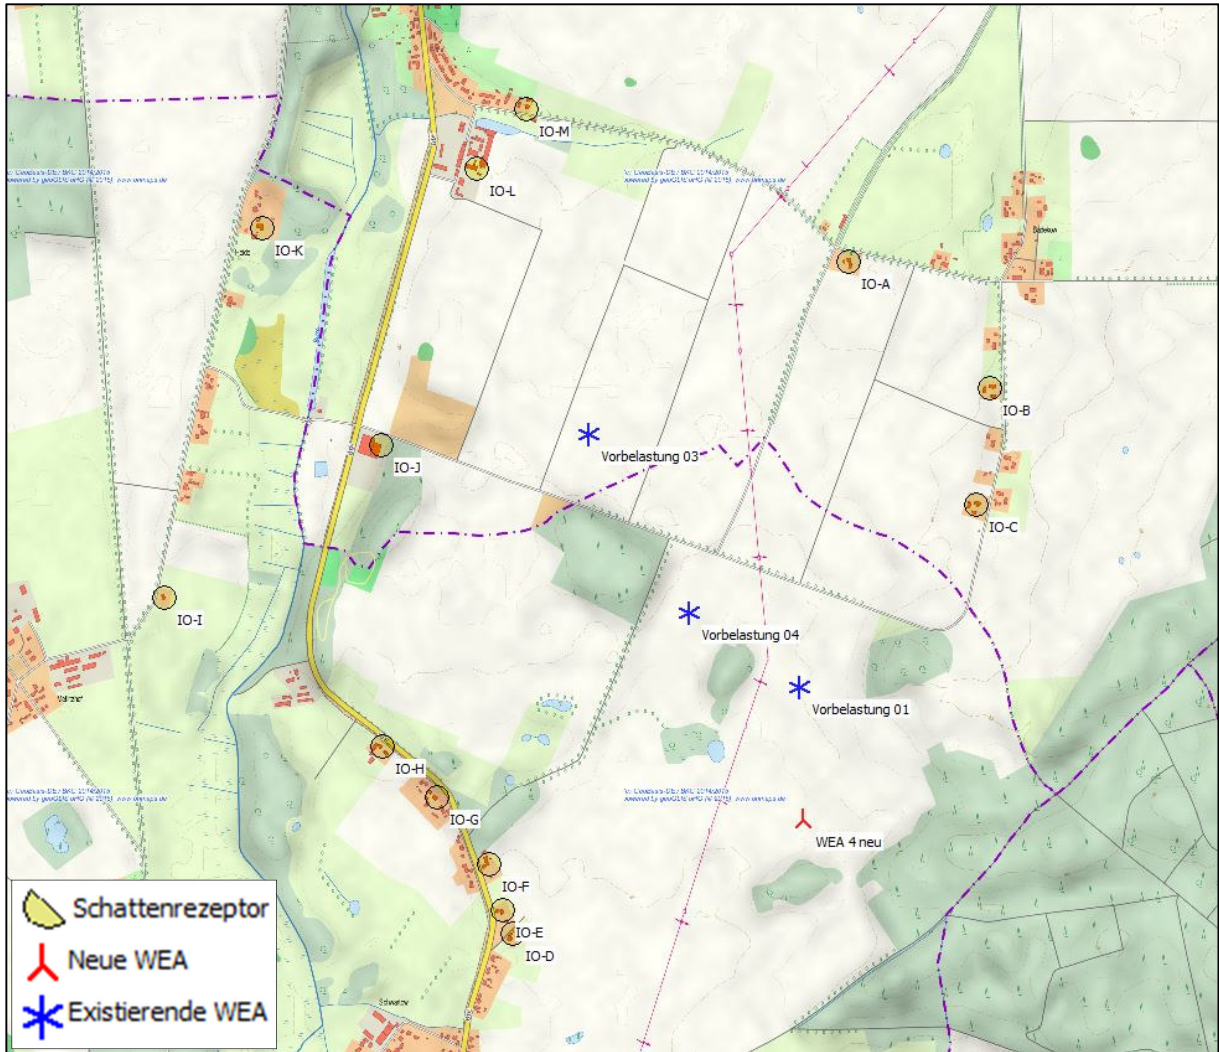 IO-M
IO-L
IO-K
IO-A
IO-B
IO-J
Vorbelastung 03
IO-C
IO-I
Vorbelastung 04
Vorbelastung 01
IO-H
IO-G
WEA 4 neu
IO-F
IO-E
IO-D
Schattenrezeptor
Neue WEA
Existierende WEA